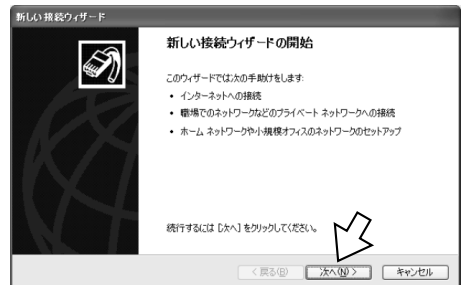 新しい接続ウィザード
新しい接続ウィザードの開始
このウィザードでは次の手助けをします:
• インターネットへの接続
• 職場でのネットワークなどのプライベート ネットワークへの接続
• ホーム ネットワークや小規模オフィスのネットワークのセットアップ
続行するには [次へ] をクリックしてください。
< 戻る(B) 次へ(N) > キャンセル